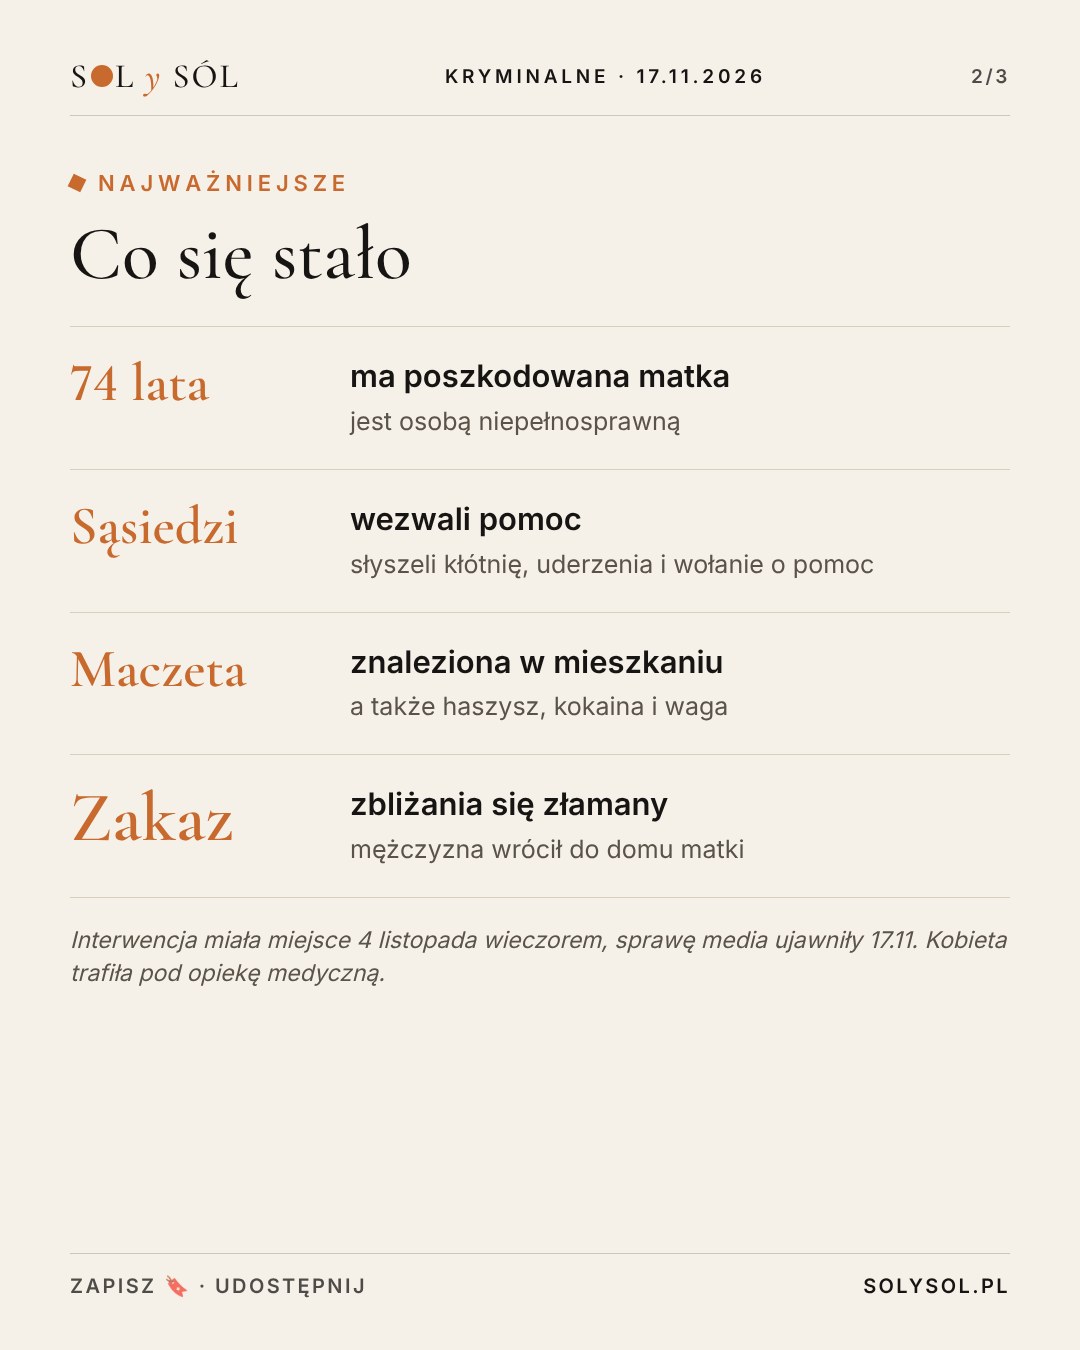 SOL y SÓL
KRYMINALNE · 17.11.2026
2/3
NAJWAŻNIEJSZE
Co się stało
74 lata
ma poszkodowana matka
jest osobą niepełnosprawną
Sąsiedzi
wezwali pomoc
słyszeli kłótnię, uderzenia i wołanie o pomoc
Maczeta
znaleziona w mieszkaniu
a także haszysz, kokaina i waga
Zakaz
zbliżania się złamany
mężczyzna wrócił do domu matki
Interwencja miała miejsce 4 listopada wieczorem, sprawę media ujawniły 17.11. Kobieta
trafiła pod opiekę medyczną.
ZAPISZ 🔖 · UDOSTĘPNIJ
SOLYSOL.PL